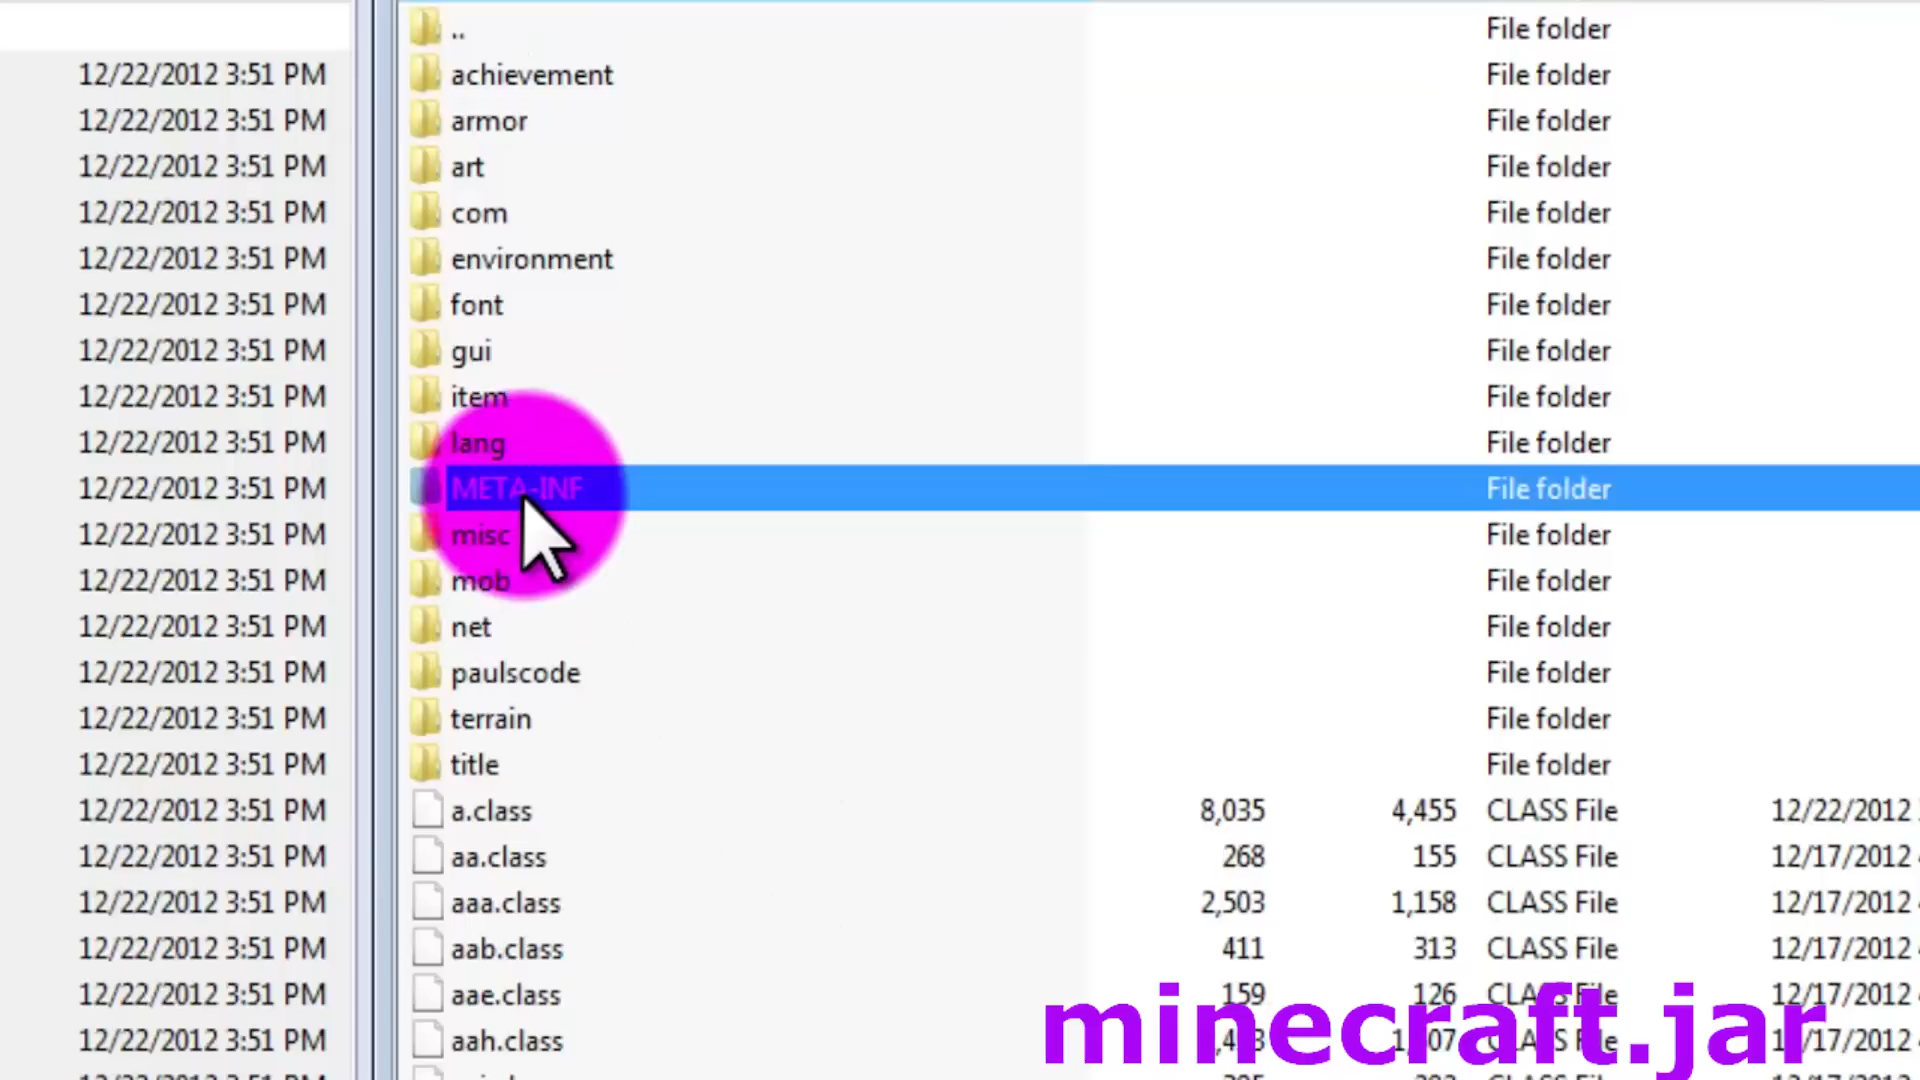 .. File folder
12/22/2012 3:51 PM achievement File folder
12/22/2012 3:51 PM armor File folder
12/22/2012 3:51 PM art File folder
12/22/2012 3:51 PM com File folder
12/22/2012 3:51 PM environment File folder
12/22/2012 3:51 PM font File folder
12/22/2012 3:51 PM gui File folder
12/22/2012 3:51 PM item File folder
12/22/2012 3:51 PM lang File folder
12/22/2012 3:51 PM META-INF File folder
12/22/2012 3:51 PM misc File folder
12/22/2012 3:51 PM mob File folder
12/22/2012 3:51 PM net File folder
12/22/2012 3:51 PM paulscode File folder
12/22/2012 3:51 PM terrain File folder
12/22/2012 3:51 PM title File folder
12/22/2012 3:51 PM a.class 8,035 4,455 CLASS File 12/22/2012
12/22/2012 3:51 PM aa.class 268 155 CLASS File 12/17/2012
12/22/2012 3:51 PM aaa.class 2,503 1,158 CLASS File 12/17/2012
12/22/2012 3:51 PM aab.class 411 313 CLASS File 12/17/2012
12/22/2012 3:51 PM aae.class 159 126 CLASS File 12/17/2012
12/22/2012 3:51 PM aah.class File 12/17/2012
minecraft.jar